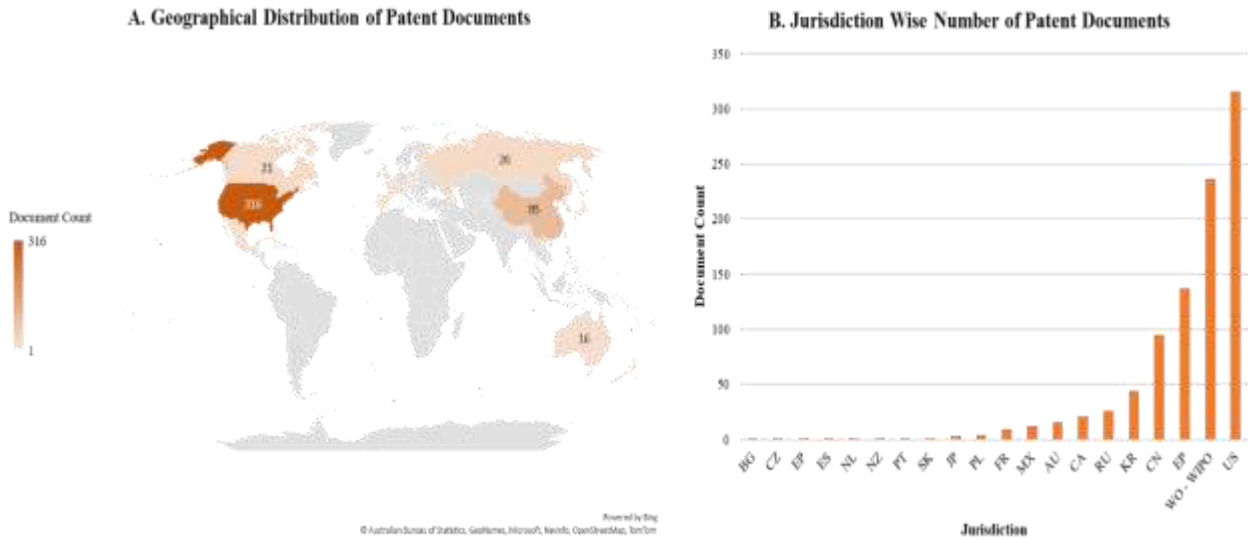 A. Geographical Distribution of Patent Documents
Document Count
316
1
21
316
26
16
Powered by Bing
© Australian Bureau of Statistics, GeoNames, Microsoft, Navinfo, OpenStreetMap, TomTom
B. Jurisdiction Wise Number of Patent Documents
Document Count
350
300
250
200
150
100
50
0
BG
CZ
EP
ES
NL
NZ
PT
SK
JP
PL
FR
MX
AU
CA
RU
KR
CN
EP
WO - WIPO
US
Jurisdiction